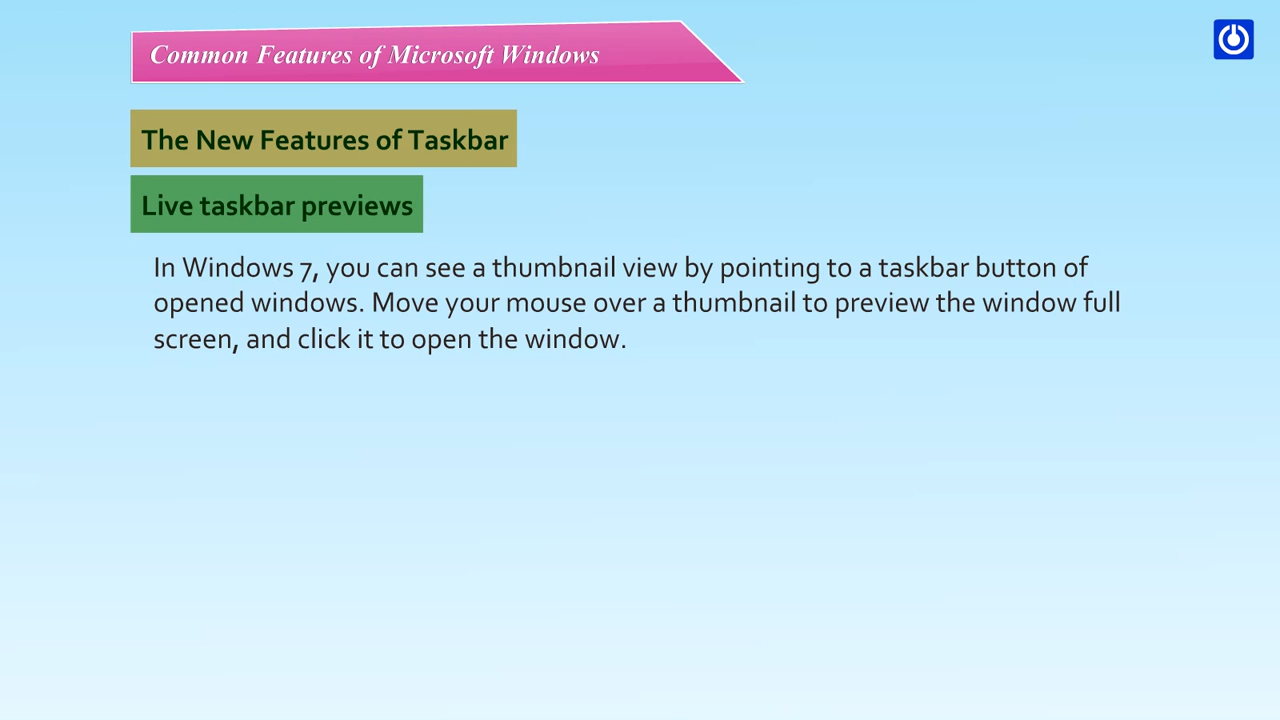 Common Features of Microsoft Windows
The New Features of Taskbar
Live taskbar previews
In Windows 7, you can see a thumbnail view by pointing to a taskbar button of
opened windows. Move your mouse over a thumbnail to preview the window full
screen, and click it to open the window.